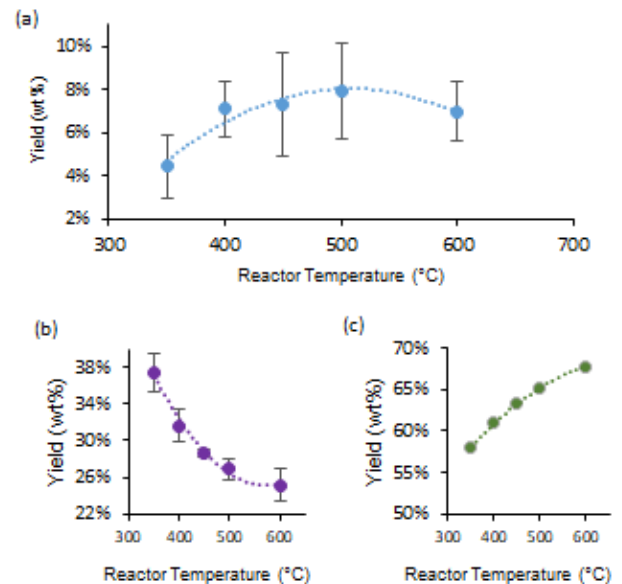 (a)
10%
8%
6%
4%
2%
Yield (wt%)
300 400 500 600 700
Reactor Temperature (°C)
(b)
38%
34%
30%
26%
22%
Yield (wt%)
300 400 500 600
Reactor Temperature (°C)
(c)
70%
65%
60%
55%
50%
Yield (wt%)
300 400 500 600
Reactor Temperature (°C)